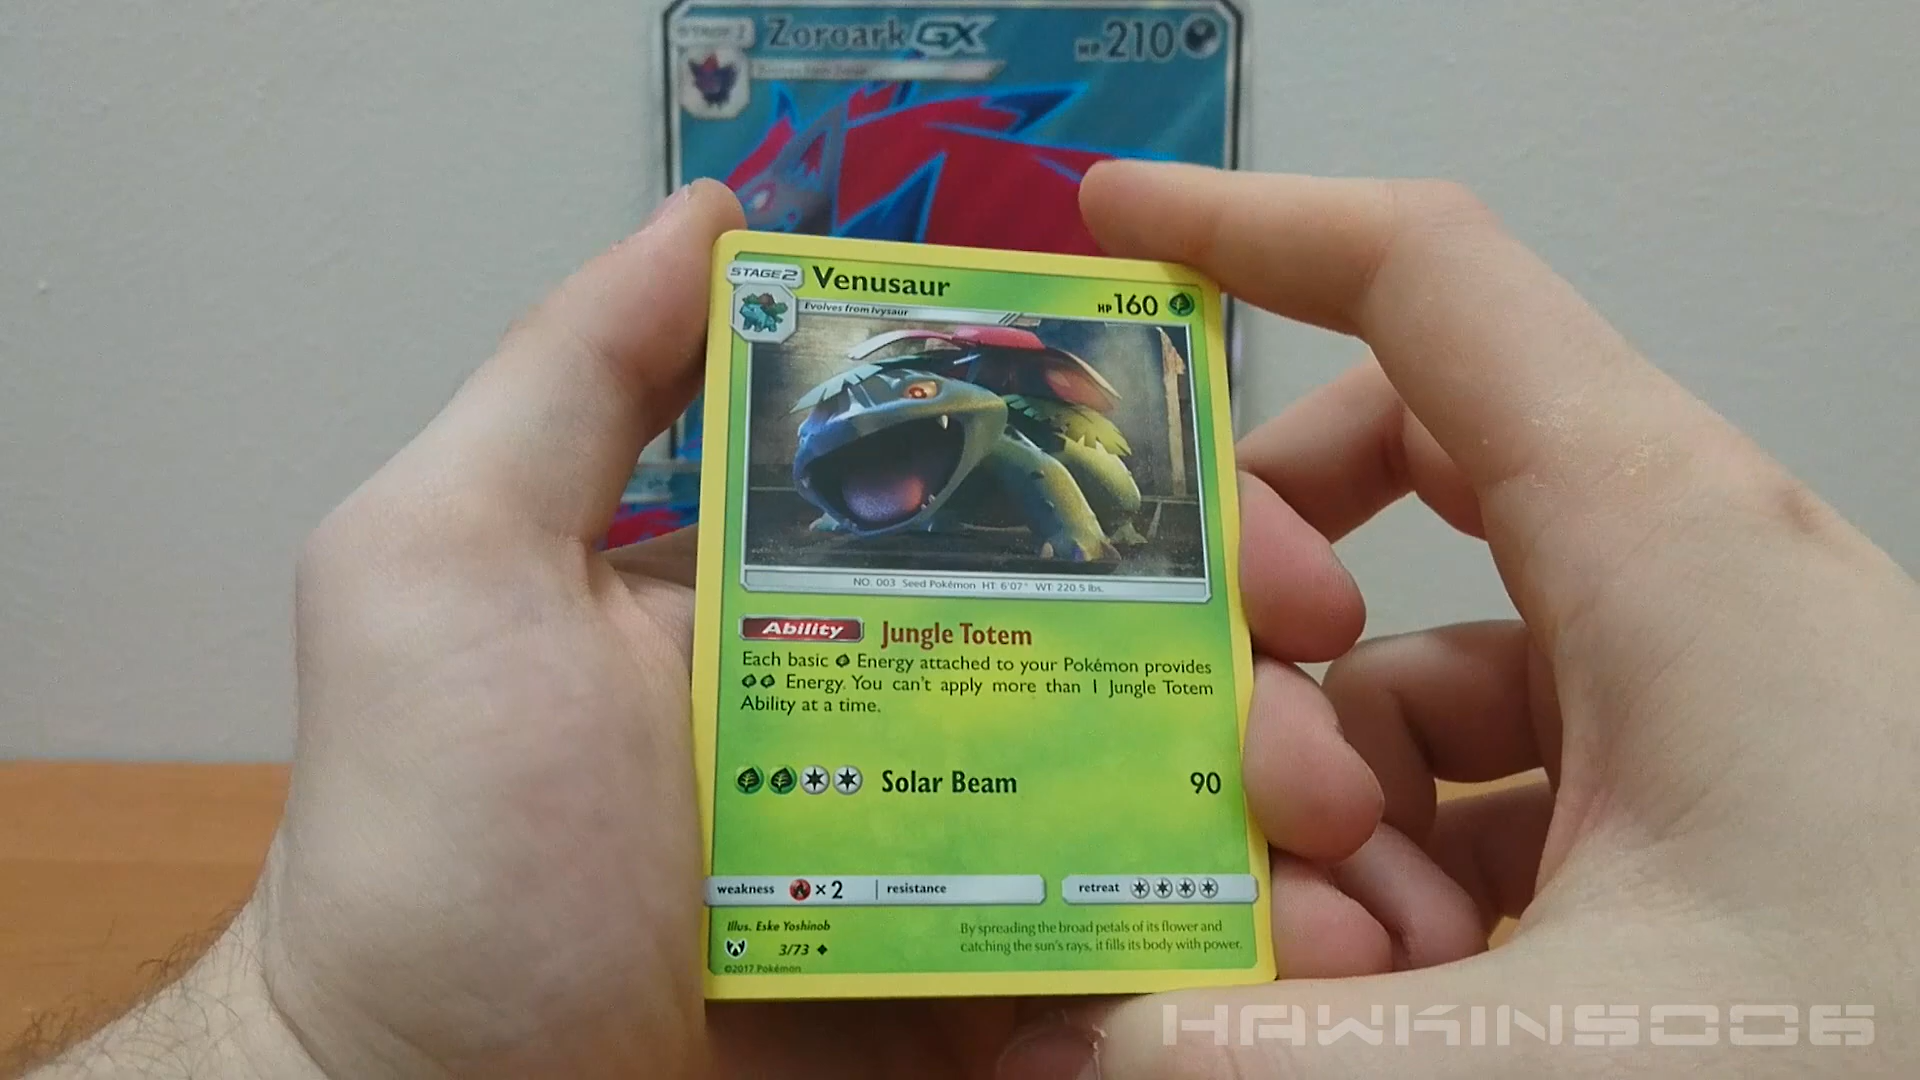 STAGE 1 Zoroark GX HP 210
STAGE 2 Venusaur HP 160
Evolves from Ivysaur
NO. 003 Seed Pokémon HT: 6'07" WT: 220.5 lbs.
Ability Jungle Totem
Each basic Energy attached to your Pokémon provides
Energy. You can't apply more than 1 Jungle Totem
Ability at a time.
Solar Beam 90
weakness ×2 resistance retreat
Illus. Eske Yoshinob
3/73
©2017 Pokémon
By spreading the broad petals of its flower and
catching the sun's rays, it fills its body with power.
HAWKINS006